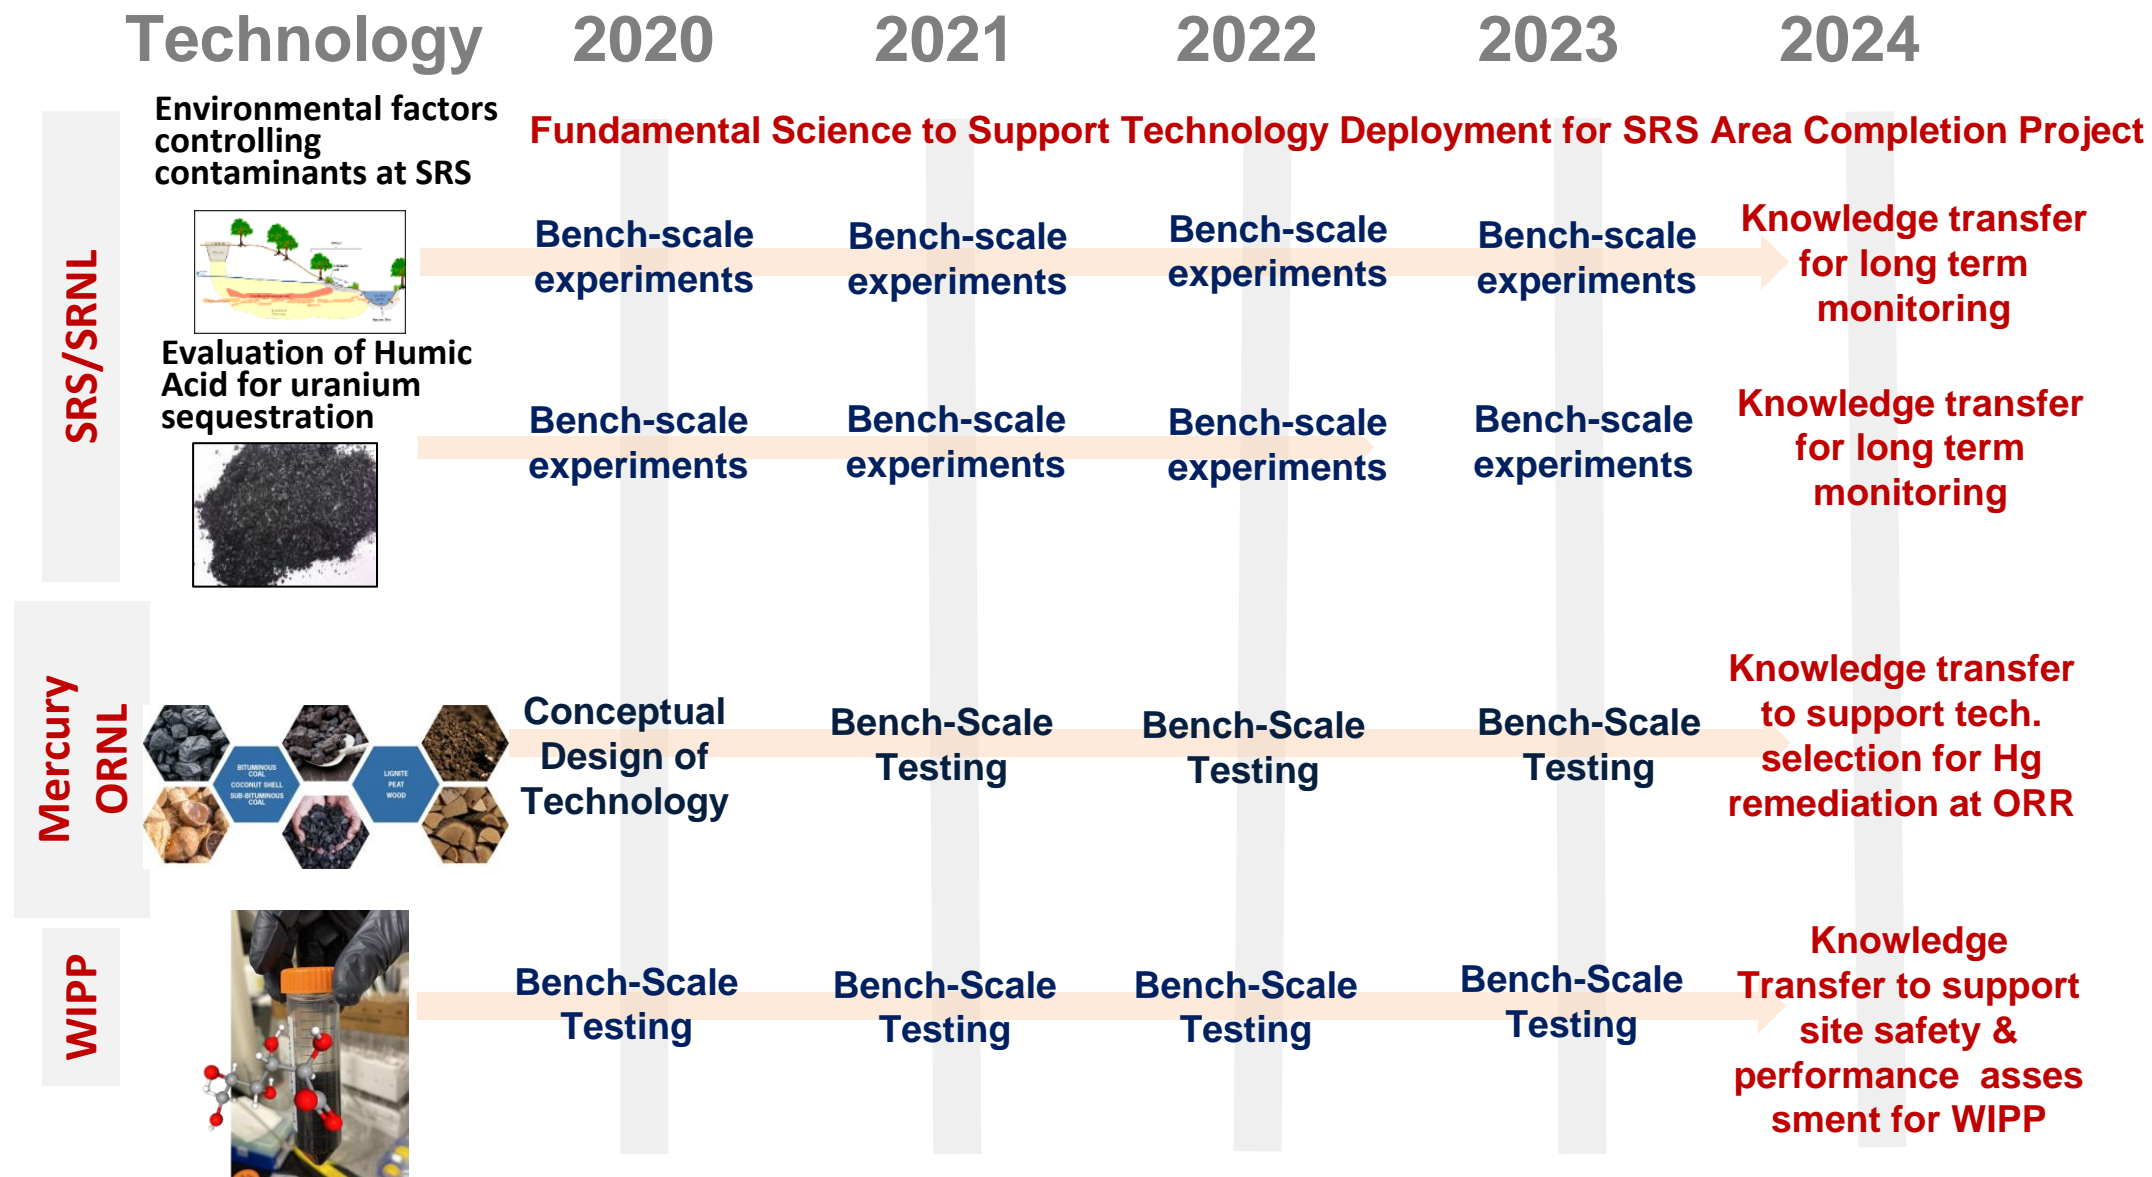 Technology 2020 2021 2022 2023 2024
Fundamental Science to Support Technology Deployment for SRS Area Completion Project
SRS/SRNL
Environmental factors
controlling
contaminants at SRS
Bench-scale
experiments
Bench-scale
experiments
Bench-scale
experiments
Bench-scale
experiments
Knowledge transfer
for long term
monitoring
Evaluation of Humic
Acid for uranium
sequestration
Bench-scale
experiments
Bench-scale
experiments
Bench-scale
experiments
Bench-scale
experiments
Knowledge transfer
for long term
monitoring
Mercury
ORNL
BITUMINOUS
COAL
COCONUT SHELL
SUB-BITUMINOUS
COAL
LIGNITE
PEAT
WOOD
Conceptual
Design of
Technology
Bench-Scale
Testing
Bench-Scale
Testing
Bench-Scale
Testing
Knowledge transfer
to support tech.
selection for Hg
remediation at ORR
WIPP
Bench-Scale
Testing
Bench-Scale
Testing
Bench-Scale
Testing
Bench-Scale
Testing
Knowledge
Transfer to support
site safety &
performance asses
sment for WIPP